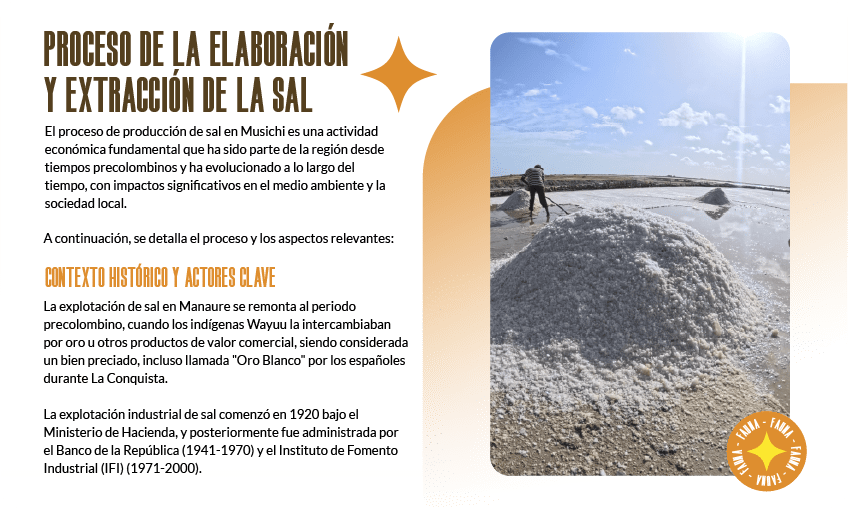 PROCESO DE LA ELABORACIÓN
Y EXTRACCIÓN DE LA SAL
El proceso de producción de sal en Musichi es una actividad
económica fundamental que ha sido parte de la región desde
tiempos precolombinos y ha evolucionado a lo largo del
tiempo, con impactos significativos en el medio ambiente y la
sociedad local.
A continuación, se detalla el proceso y los aspectos relevantes:
CONTEXTO HISTÓRICO Y ACTORES CLAVE
La explotación de sal en Manaure se remonta al periodo
precolombino, cuando los indígenas Wayuu la intercambiaban
por oro u otros productos de valor comercial, siendo considerada
un bien preciado, incluso llamada "Oro Blanco" por los españoles
durante La Conquista.
La explotación industrial de sal comenzó en 1920 bajo el
Ministerio de Hacienda, y posteriormente fue administrada por
el Banco de la República (1941-1970) y el Instituto de Fomento
Industrial (IFI) (1971-2000).
FAUNA - FAUNA - FAUNA - FAUNA - FAUNA -